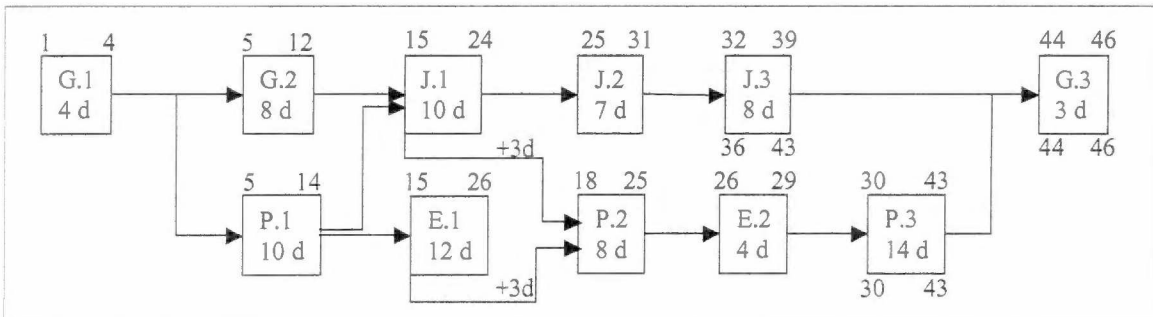 1 4 5 12 15 24 25 31 32 39 44 46
G.1 G.2 J.1 J.2 J.3 G.3
4 d 8 d 10 d 7 d 8 d 3 d
36 43 44 46
+3d
5 14 15 26 18 25 26 29 30 43
P.1 E.1 P.2 E.2 P.3
10 d 12 d 8 d 4 d 14 d
+3d 30 43